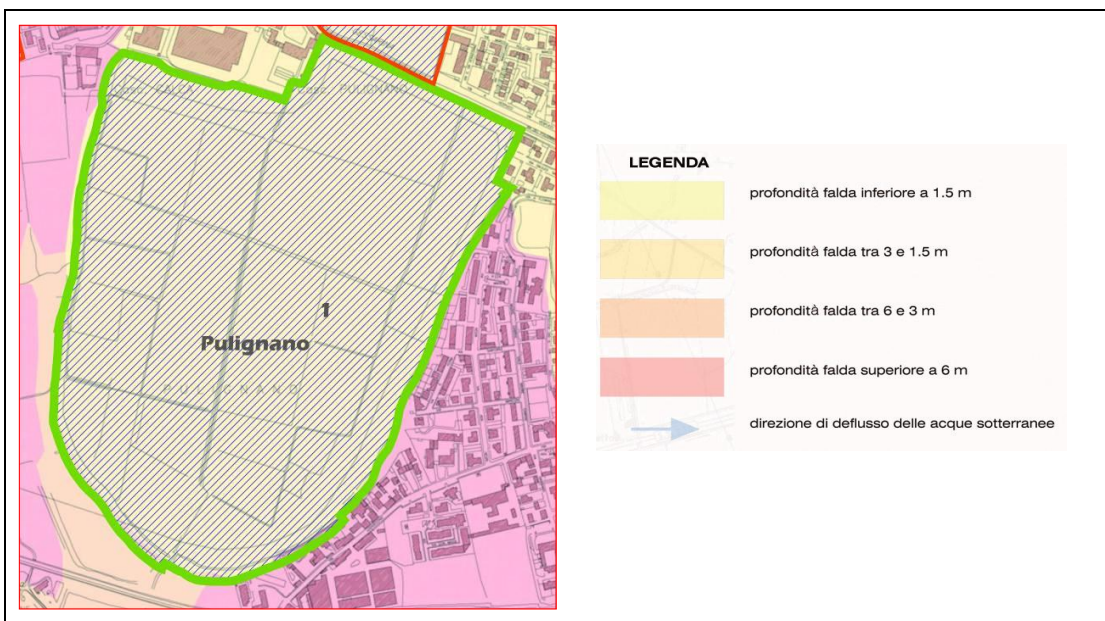 PULIGNANO
1
Pulignano
LEGENDA
profondità falda inferiore a 1.5 m
profondità falda tra 3 e 1.5 m
profondità falda tra 6 e 3 m
profondità falda superiore a 6 m
direzione di deflusso delle acque sotterranee